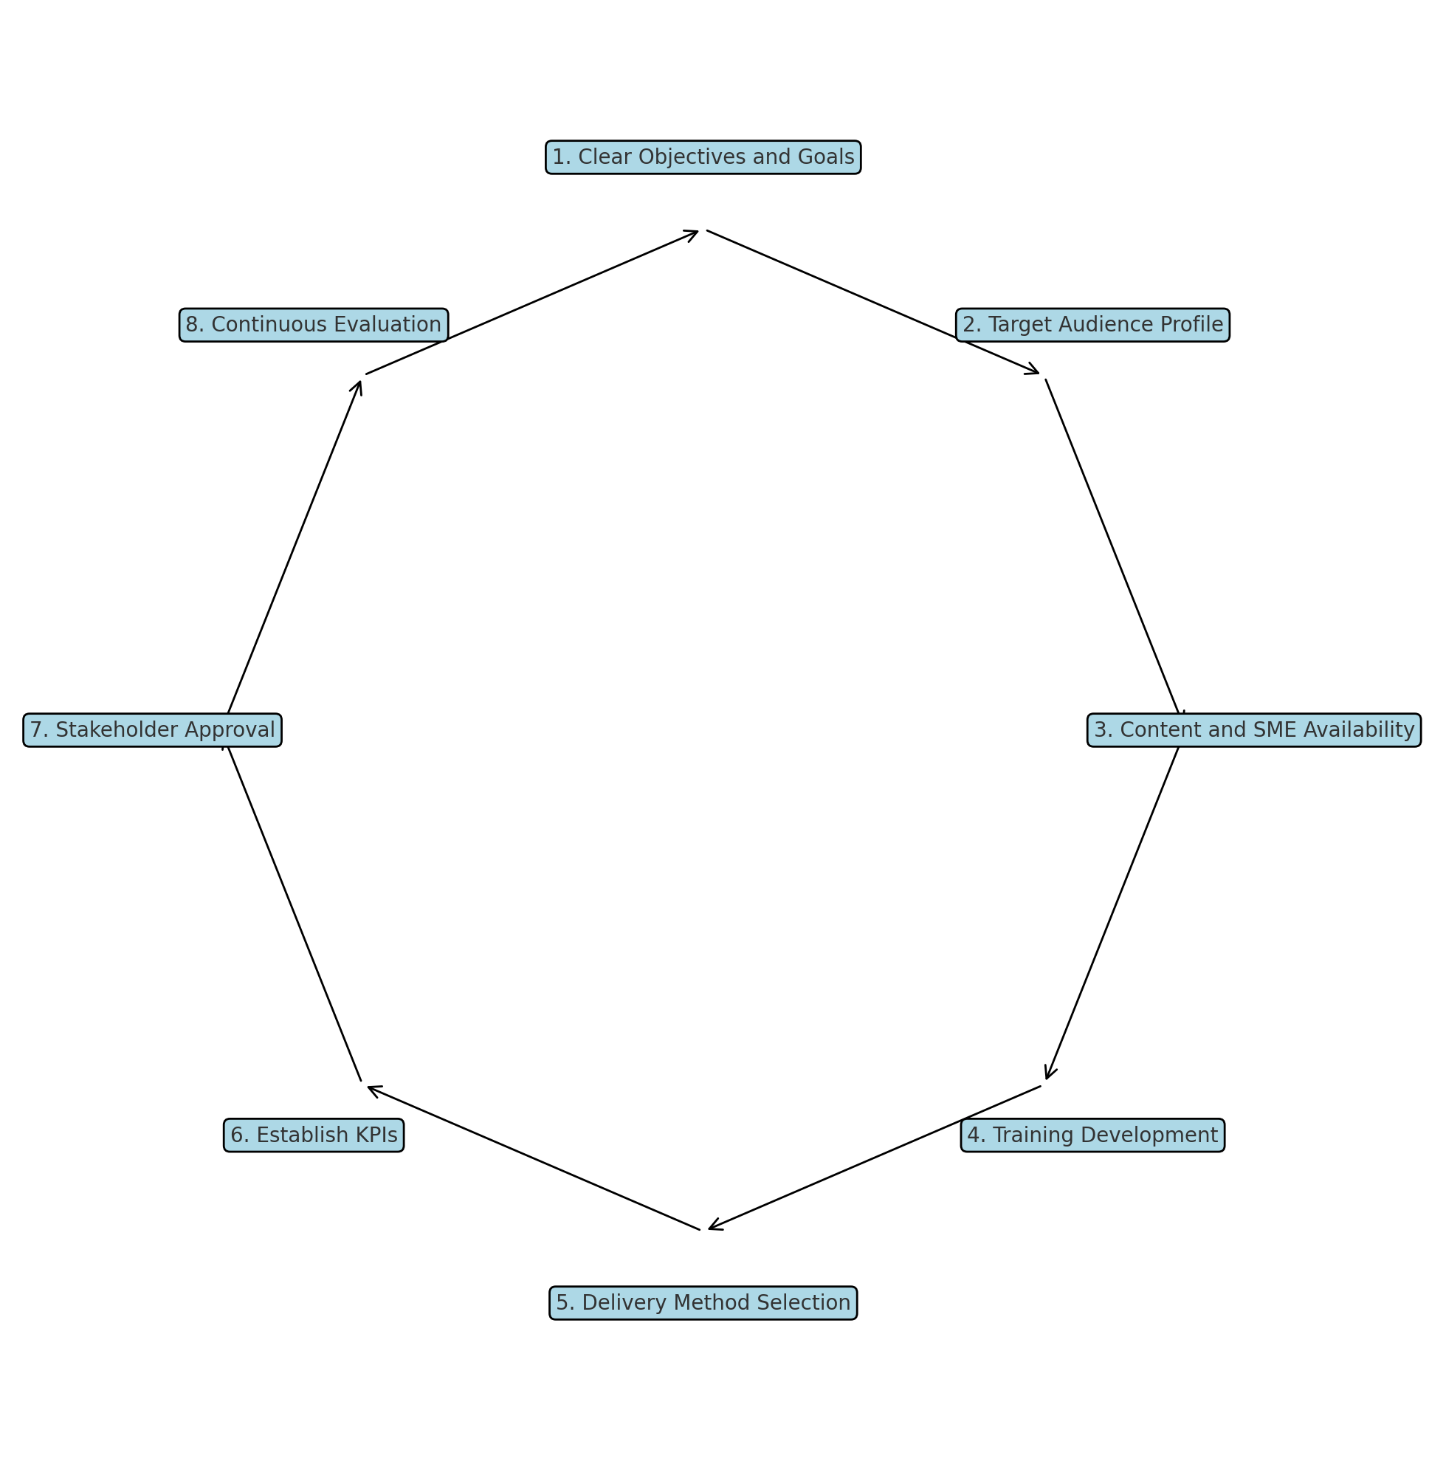 1. Clear Objectives and Goals
2. Target Audience Profile
3. Content and SME Availability
4. Training Development
5. Delivery Method Selection
6. Establish KPIs
7. Stakeholder Approval
8. Continuous Evaluation